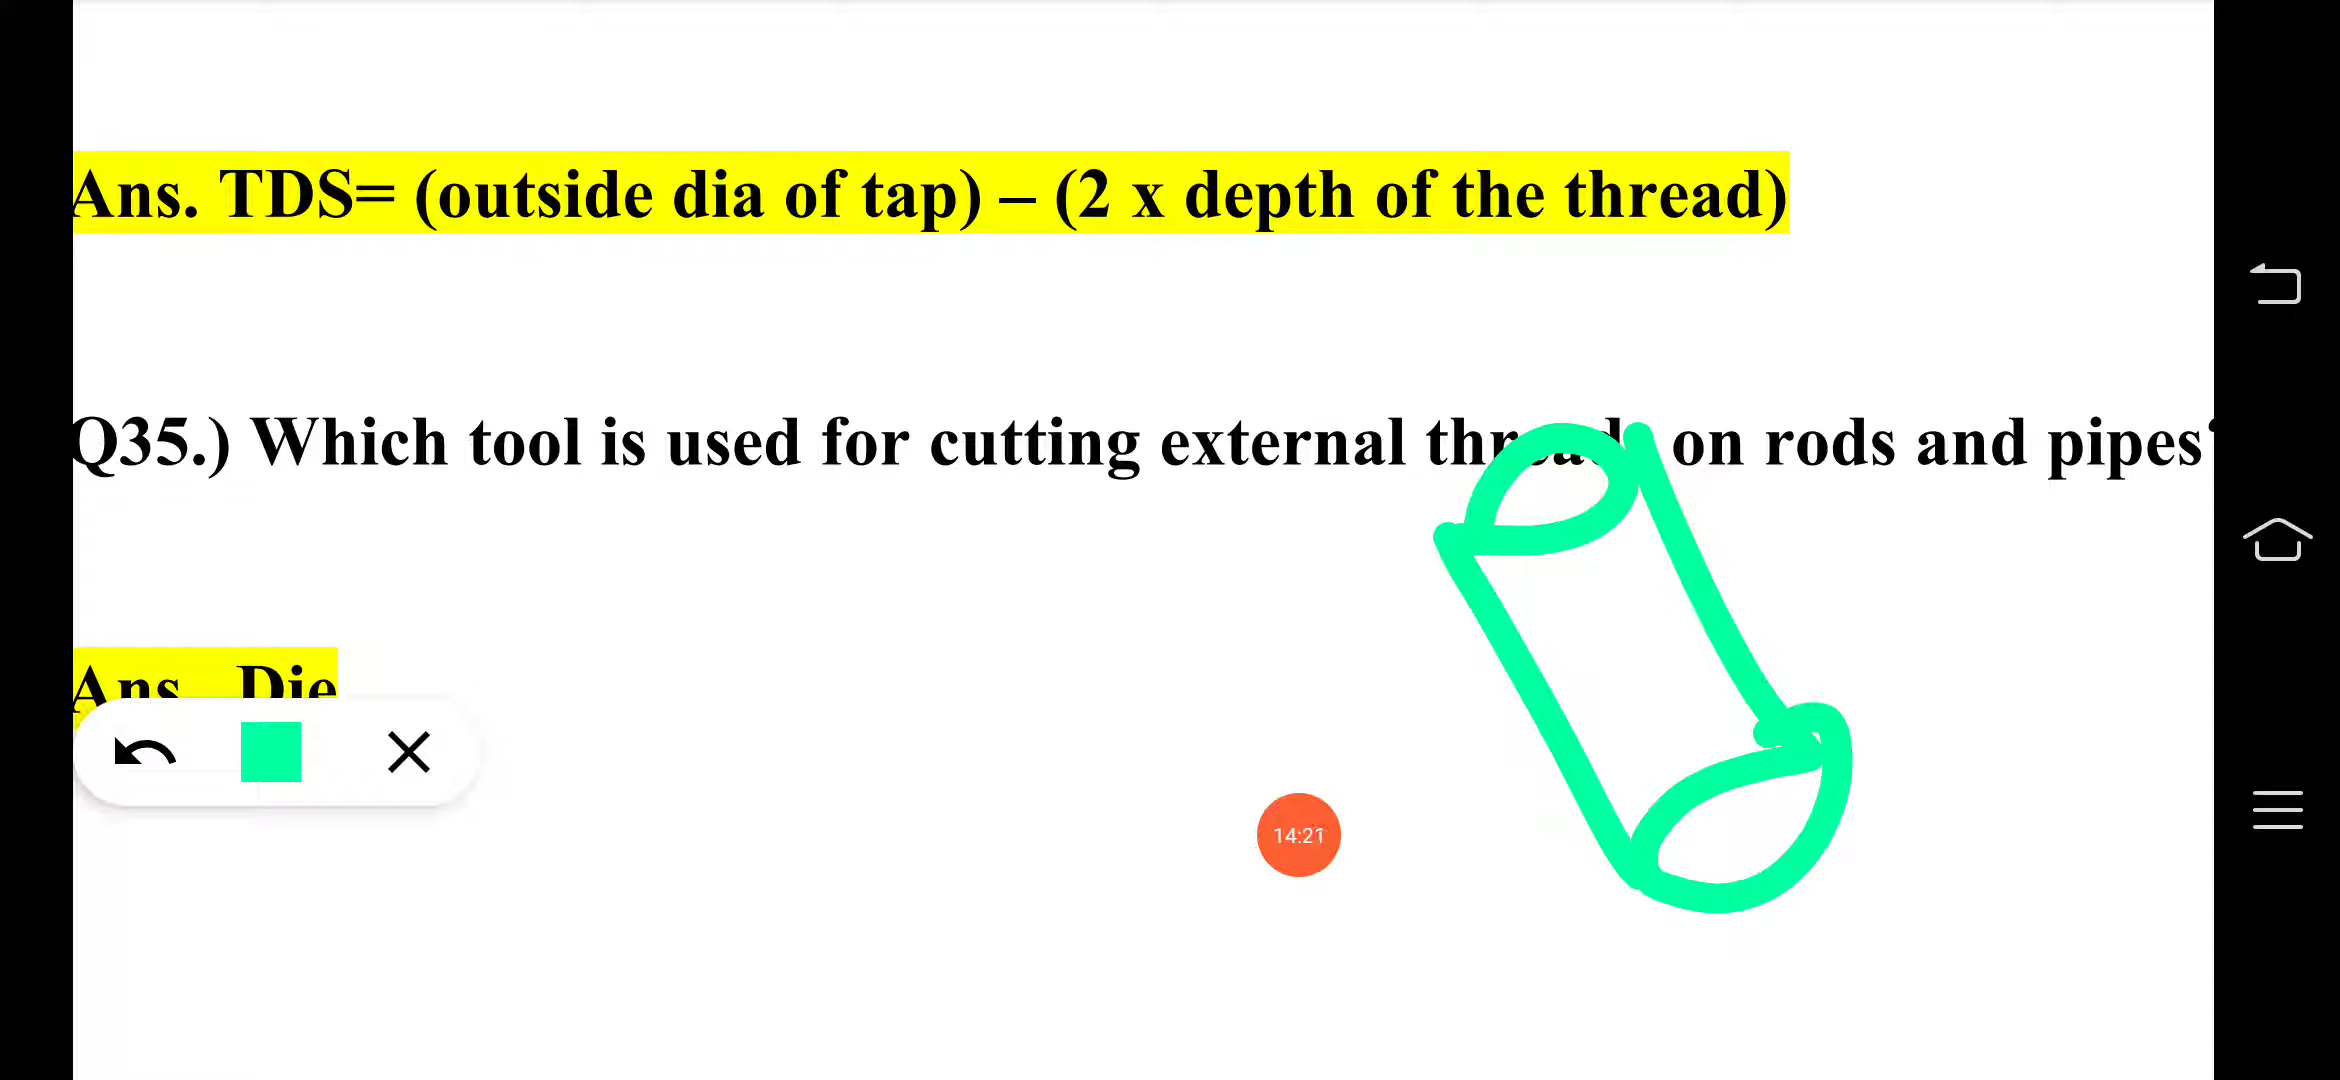 Ans. TDS= (outside dia of tap) – (2 x depth of the thread)
Q35.) Which tool is used for cutting external threads on rods and pipes?
Ans. Die
14:21